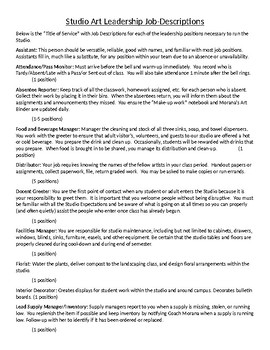 Studio Art Leadership Job-Descriptions
Below is the "Title of Service" with Job Descriptions for each of the leadership positions necessary to run the
Studio.
Assistant: This person should be versatile, reliable, good with names, and familiar with most job positions.
Assistants fill in, much like a substitute, for any position within your team due to an absence or unavailability.
Attendance/Pass Monitor: Must arrive before the bell and warm-up immediately. You record who is
Tardy/Absent/Late with a Pass/or Sent out of class. You will also take attendance 1 minute after the bell rings.
(1 position)
Absentees Reporter: Keep track of all the classwork, homework assigned, etc. for each person who is absent.
Collect their work by placing it in their bins. When the absentees return, you will inform them of the
assignments and events that they missed. You will ensure the "Make up work" notebook and Morana's Art
Binder are updated daily.
(1-5 positions)
Food and Beverage Manager: Manager the cleaning and stock of all three sinks, soap, and towel dispensers.
You work with the greeter to ensure that adult visitor's, volunteers, and guests to our studio are offered a hot
or cold beverage. You prepare the drink and clean up. Occasionally, students will be rewarded with drinks that
you prepare. When food is brought in to be shared, you manage its distribution and clean-up. (1
position)
Distributor: Your job requires knowing the names of the fellow artists in your class period. Handout papers or
assignments, collect paperwork, file, return graded work. You may be asked to make copies or run errands
(5 positions)
Docent Greeter: You are the first point of contact when any student or adult enters the Studio because it is
your responsibility to greet them. It is important that you welcome people without being disruptive. You must
be familiar with all the Studio Expectations and be aware of what is going on at all times so you can properly
(and often quietly) assist the people who enter once class has already begun.
(1 position)
Facilities Manager: You are responsible for studio maintenance, including but not limited to cabinets, drawers,
windows, blinds, sinks, furniture, easels, and other equipment. Be certain that the studio tables and floors are
properly cleaned during cool down and during end of semester.
(1 position)
Florist: Water the plants, deliver compost to the landscaping class, and design floral arrangements within the
studio
(1 position)
Interior Decorator: Creates displays for student work within the studio and around campus. Decorates bulletin
boards. (1 position)
Lead Supply Manager/Inventory: Supply managers report to you when a supply is missing, stolen, or running
low. You replenish the item if possible and keep inventory by notifying Coach Morana when a supply is running
low. Follow up with her to identify if it has been ordered or replaced.
(1 position)